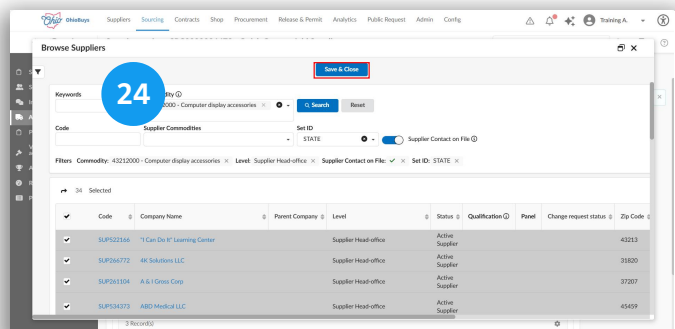 Ohio OhioBuys Suppliers Sourcing Contracts Shop Procurement Release & Permit Analytics Public Request Admin Config Training A.
Browse Suppliers
Save & Close
24
Keywords
2000 - Computer display accessories
Search Reset
Code Supplier Commodities Set ID
STATE Supplier Contact on File
Filters Commodity: 43212000 - Computer display accessories Level: Supplier Head-office Supplier Contact on File: Set ID: STATE
34 Selected
Code Company Name Parent Company Level Status Qualification Panel Change request status Zip Code
SUP522166 "I Can Do It" Learning Center Supplier Head-office Active Supplier 43213
SUP266772 4K Solutions LLC Supplier Head-office Active Supplier 31820
SUP261104 A & I Gross Corp Supplier Head-office Active Supplier 37207
SUP534373 ABD Medical LLC Supplier Head-office Active Supplier 45459
3 Record(s)